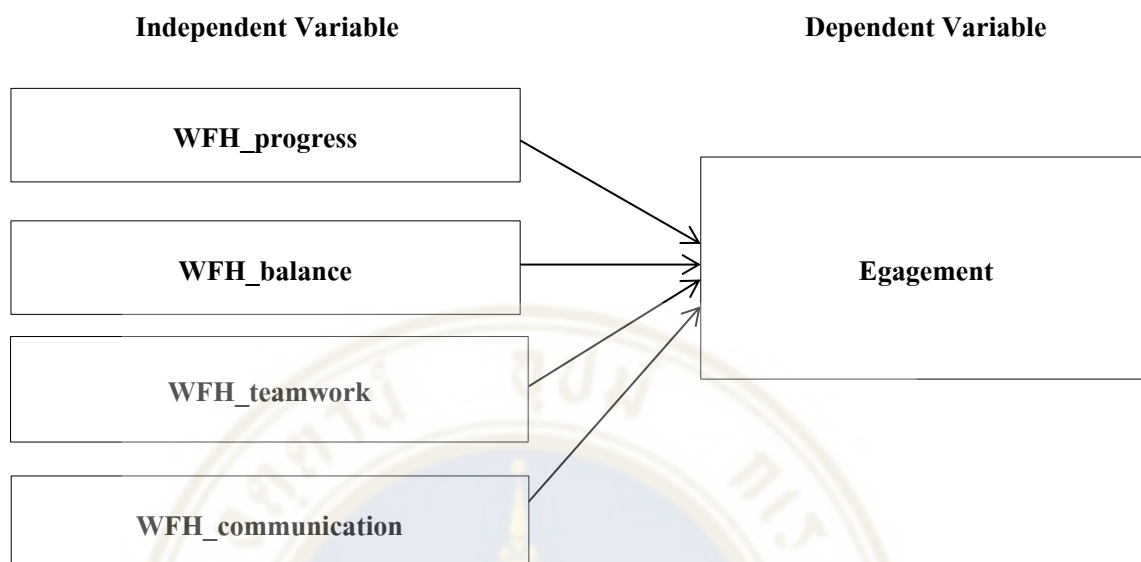 Independent Variable
Dependent Variable
WFH_progress
WFH_balance
Egagement
WFH_teamwork
WFH_communication